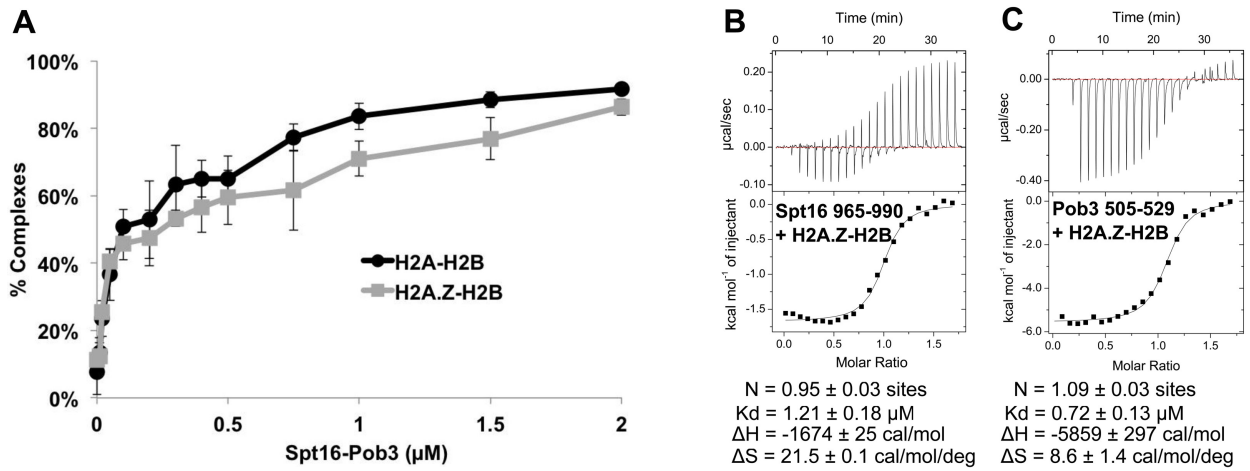 A
100%
80%
60%
40%
20%
0%
% Complexes
H2A-H2B
H2A.Z-H2B
0 0.5 1 1.5 2
Spt16-Pob3 (µM)
B
Time (min)
0 10 20 30
0.20
0.10
0.00
-0.10
µcal/sec
0.0
-0.5
-1.0
-1.5
kcal mol-1 of injectant
Spt16 965-990
+ H2A.Z-H2B
0.0 0.5 1.0 1.5
Molar Ratio
N = 0.95 ± 0.03 sites
Kd = 1.21 ± 0.18 µM
ΔH = -1674 ± 25 cal/mol
ΔS = 21.5 ± 0.1 cal/mol/deg
C
Time (min)
0 10 20 30
0.00
-0.20
-0.40
µcal/sec
0.0
-2.0
-4.0
-6.0
kcal mol-1 of injectant
Pob3 505-529
+ H2A.Z-H2B
0.0 0.5 1.0 1.5
Molar Ratio
N = 1.09 ± 0.03 sites
Kd = 0.72 ± 0.13 µM
ΔH = -5859 ± 297 cal/mol
ΔS = 8.6 ± 1.4 cal/mol/deg